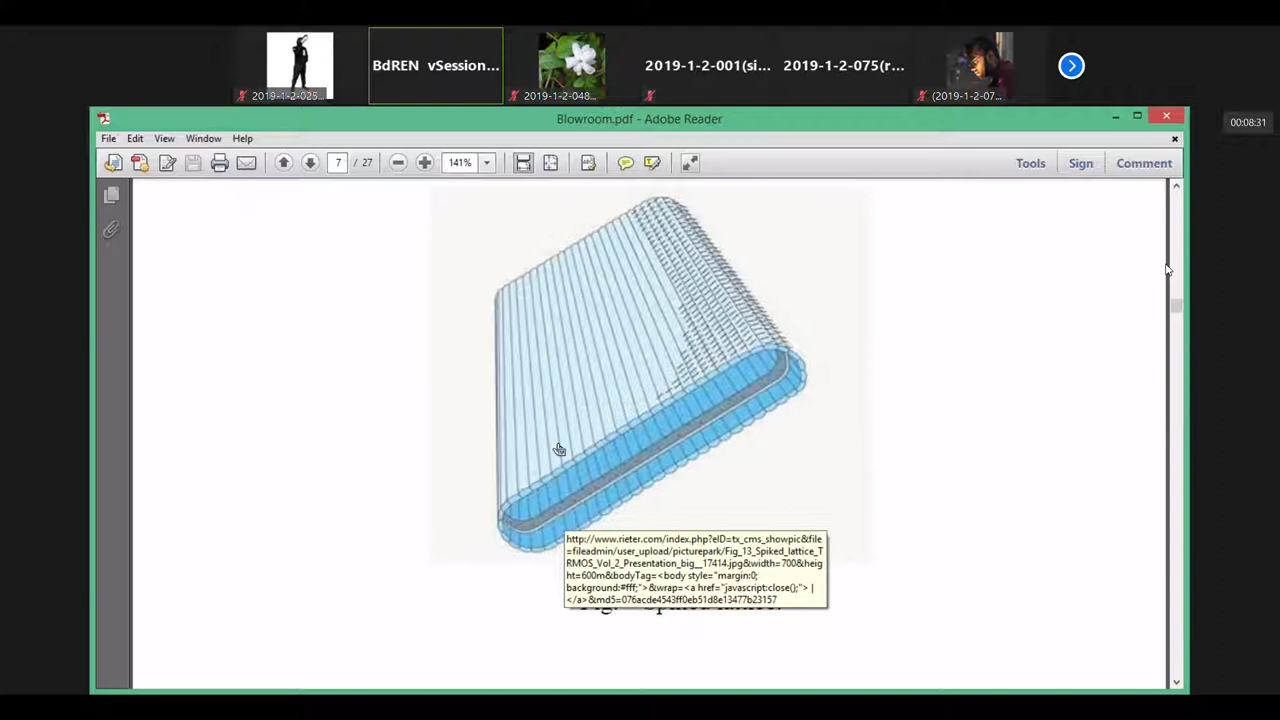 BdREN vSession...
2019-1-2-001(si...
2019-1-2-075(r...
2019-1-2-025...
2019-1-2-048...
(2019-1-2-07...
Blowroom.pdf - Adobe Reader
00:08:31
File Edit View Window Help
7 / 27
141%
Tools Sign Comment
http://www.rieter.com/index.php?eID=tx_cms_showpic&file
=fileadmin/user_upload/picturepark/Fig_13_Spiked_lattice_T
RMOS_Vol_2_Presentation_big__17414.jpg&width=700&hei
ght=600m&bodyTag=<body style="margin:0;
background:#fff;">&wrap=<a href="javascript:close();"> |
</a>&md5=076acde4543ff0eb51d8e13477b23157